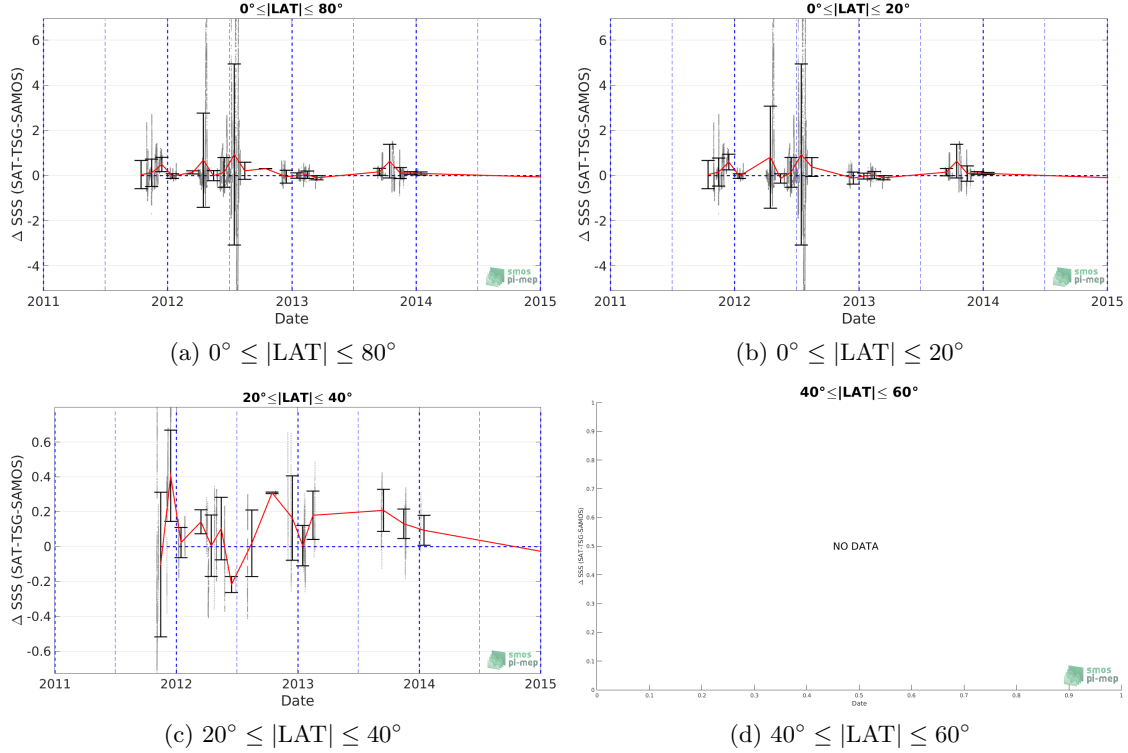 0°≤|LAT|≤ 80°
Δ SSS (SAT-TSG-SAMOS)
6
4
2
0
-2
-4
2011 2012 2013 2014 2015
Date
smos
pi-mep
(a) 0° ≤ |LAT| ≤ 80°
0°≤|LAT|≤ 20°
Δ SSS (SAT-TSG-SAMOS)
6
4
2
0
-2
-4
2011 2012 2013 2014 2015
Date
smos
pi-mep
(b) 0° ≤ |LAT| ≤ 20°
20°≤|LAT|≤ 40°
Δ SSS (SAT-TSG-SAMOS)
0.6
0.4
0.2
0
-0.2
-0.4
-0.6
2011 2012 2013 2014 2015
Date
smos
pi-mep
(c) 20° ≤ |LAT| ≤ 40°
40°≤|LAT|≤ 60°
Δ SSS (SAT-TSG-SAMOS)
1
0.9
0.8
0.7
0.6
0.5
0.4
0.3
0.2
0.1
0
NO DATA
0 0.1 0.2 0.3 0.4 0.5 0.6 0.7 0.8 0.9 1
Date
smos
pi-mep
(d) 40° ≤ |LAT| ≤ 60°